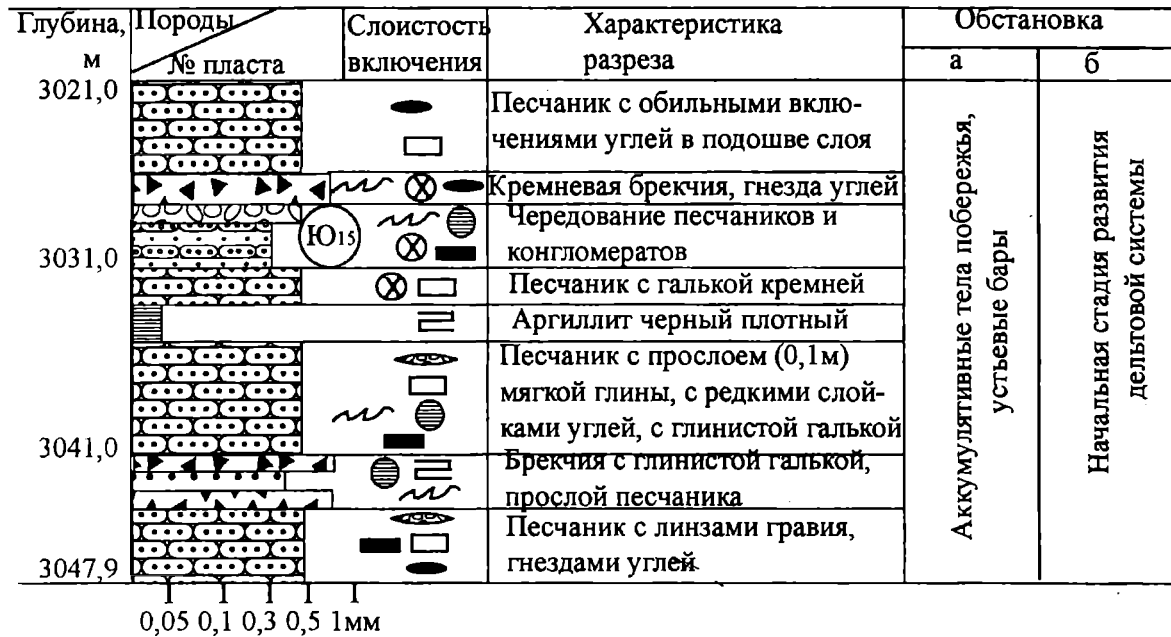 Глубина, м
Породы
№ пласта
Слоистость
включения
Характеристика
разреза
Обстановка
а
б
3021,0
Песчаник с обильными вклю-
чениями углей в подошве слоя
Кремневая брекчия, гнезда углей
Ю15
Чередование песчаников и
конгломератов
3031,0
Песчаник с галькой кремней
Аргиллит черный плотный
Песчаник с прослоем (0,1м)
мягкой глины, с редкими слой-
ками углей, с глинистой галькой
3041,0
Брекчия с глинистой галькой,
прослой песчаника
Песчаник с линзами гравия,
гнездами углей
3047,9
Аккумулятивные тела побережья,
устьевые бары
Начальная стадия развития
дельтовой системы
0,05 0,1 0,3 0,5 1мм